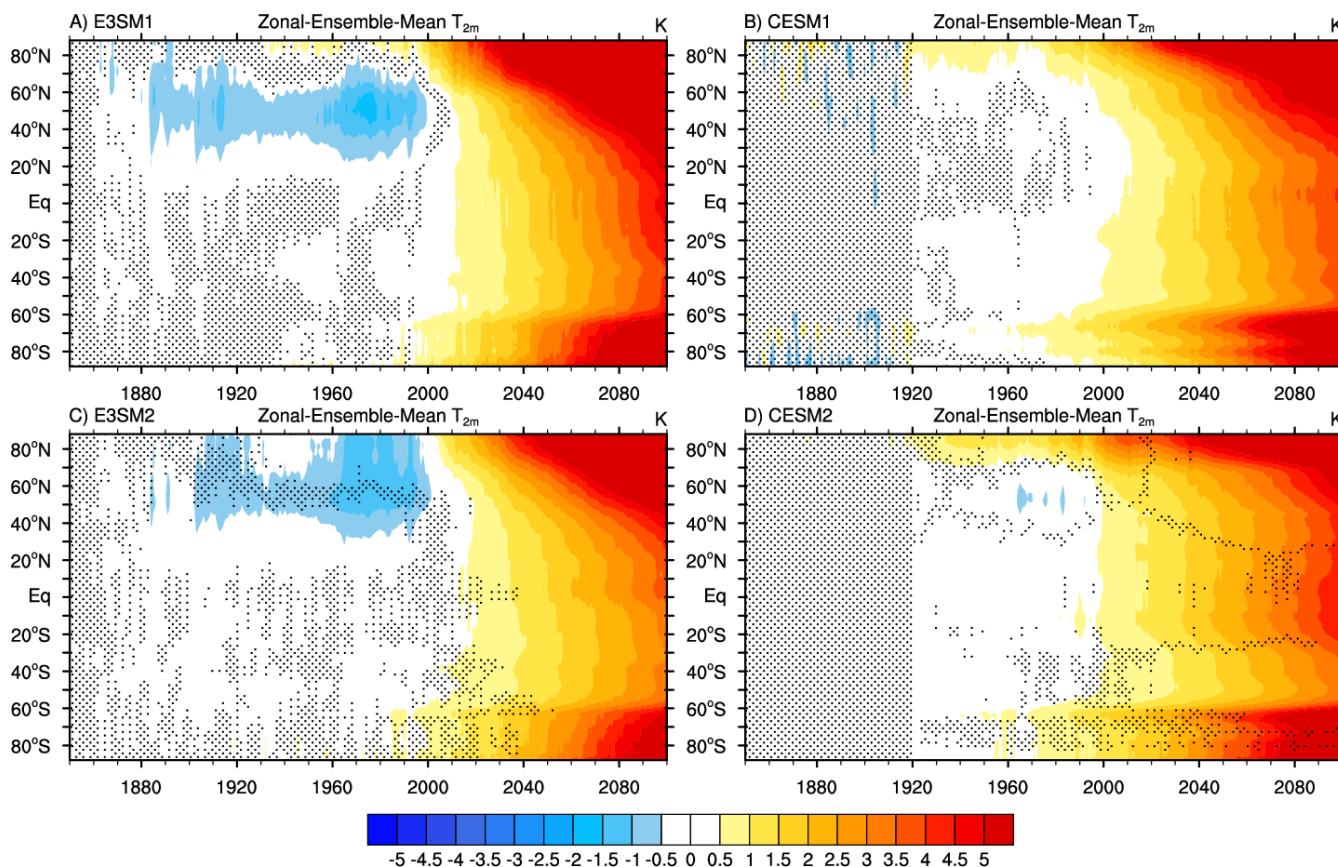 A) E3SM1 Zonal-Ensemble-Mean T2m K
80°N
60°N
40°N
20°N
Eq
20°S
40°S
60°S
80°S
1880 1920 1960 2000 2040 2080
B) CESM1 Zonal-Ensemble-Mean T2m K
80°N
60°N
40°N
20°N
Eq
20°S
40°S
60°S
80°S
1880 1920 1960 2000 2040 2080
C) E3SM2 Zonal-Ensemble-Mean T2m K
80°N
60°N
40°N
20°N
Eq
20°S
40°S
60°S
80°S
1880 1920 1960 2000 2040 2080
D) CESM2 Zonal-Ensemble-Mean T2m K
80°N
60°N
40°N
20°N
Eq
20°S
40°S
60°S
80°S
1880 1920 1960 2000 2040 2080
-5 -4.5 -4 -3.5 -3 -2.5 -2 -1.5 -1 -0.5 0 0.5 1 1.5 2 2.5 3 3.5 4 4.5 5